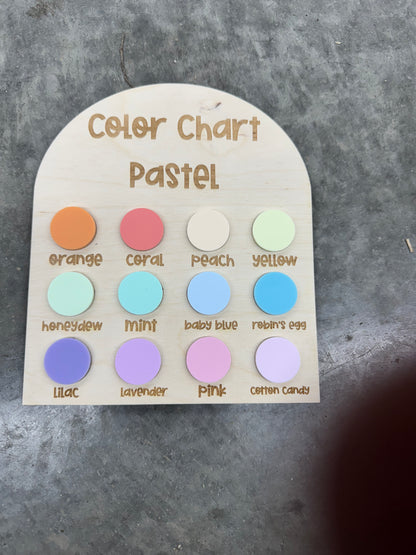 Color Chart
Pastel
orange coral peach yellow
honeydew mint baby blue robin's egg
lilac lavender pink cotton candy